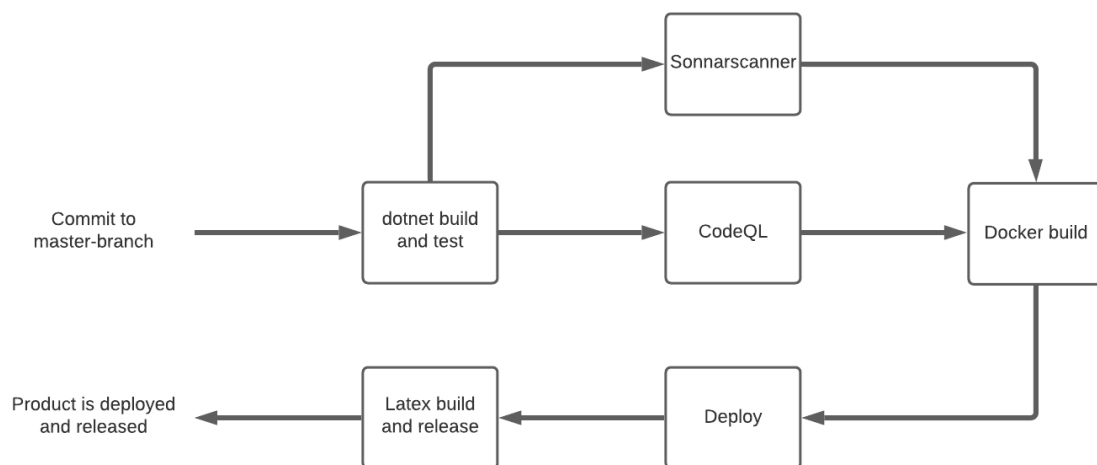 Sonnarscanner
Commit to
master-branch
dotnet build
and test
CodeQL
Docker build
Product is deployed
and released
Latex build
and release
Deploy